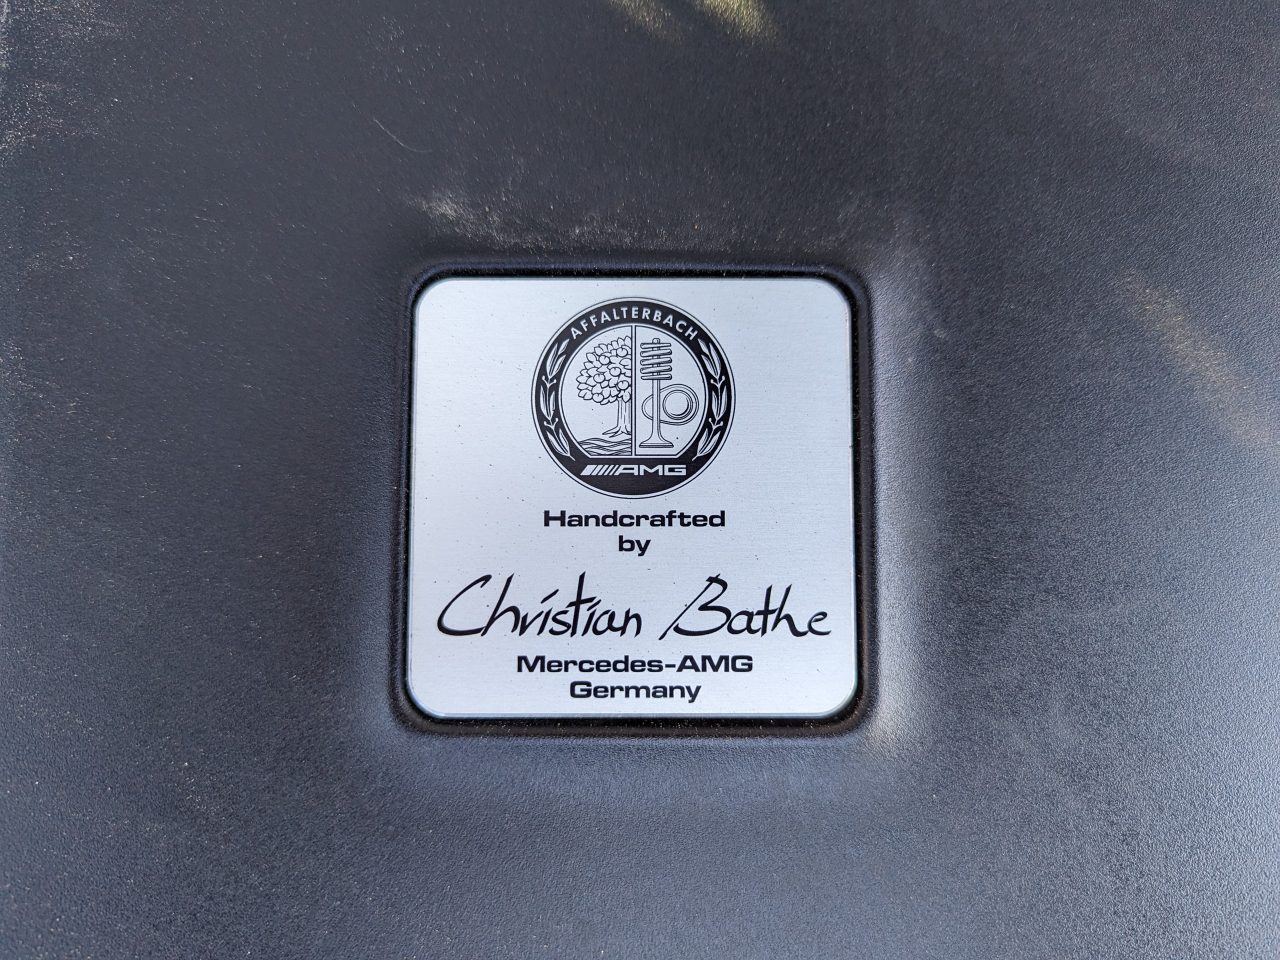 AFFALTERBACH
AMG
Handcrafted
by
Christian Bathe
Mercedes-AMG
Germany